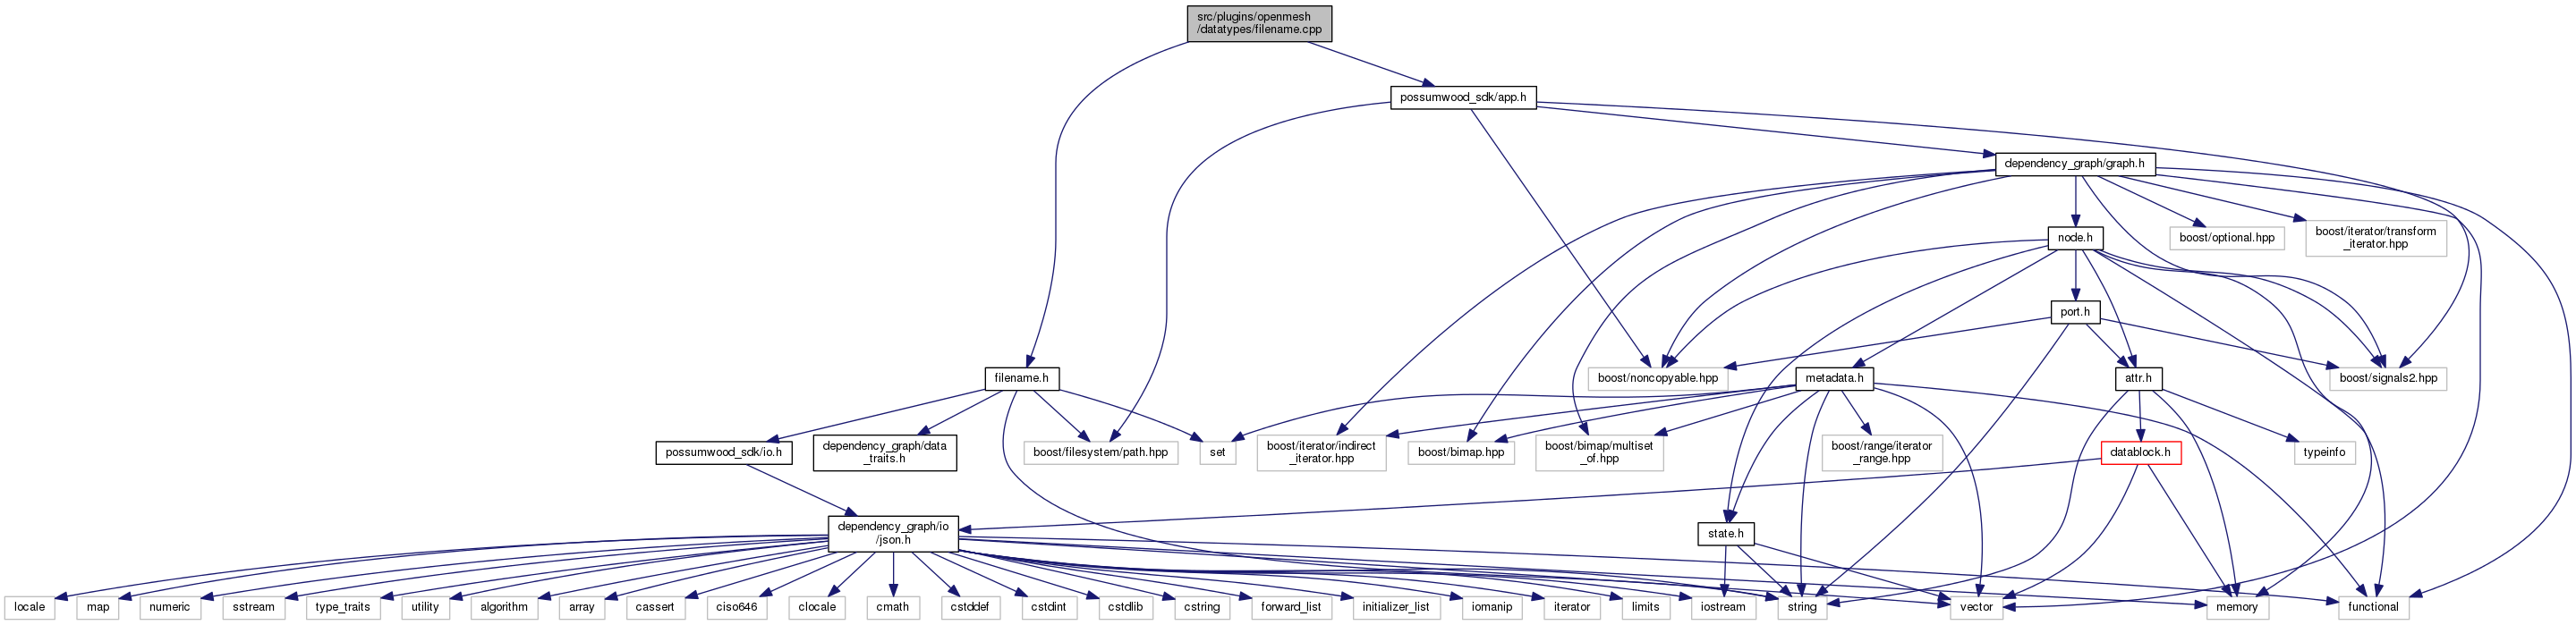 src/plugins/openmesh
/datatypes/filename.cpp
possumwood_sdk/app.h
dependency_graph/graph.h
node.h
boost/optional.hpp
boost/iterator/transform
_iterator.hpp
port.h
filename.h
boost/noncopyable.hpp
metadata.h
attr.h
boost/signals2.hpp
possumwood_sdk/io.h
dependency_graph/data
_traits.h
boost/filesystem/path.hpp
set
boost/iterator/indirect
_iterator.hpp
boost/bimap.hpp
boost/bimap/multiset
_of.hpp
boost/range/iterator
_range.hpp
datablock.h
typeinfo
dependency_graph/io
/json.h
state.h
locale
map
numeric
sstream
type_traits
utility
algorithm
array
cassert
ciso646
clocale
cmath
cstddef
cstdint
cstdlib
cstring
forward_list
initializer_list
iomanip
iterator
limits
iostream
string
vector
memory
functional